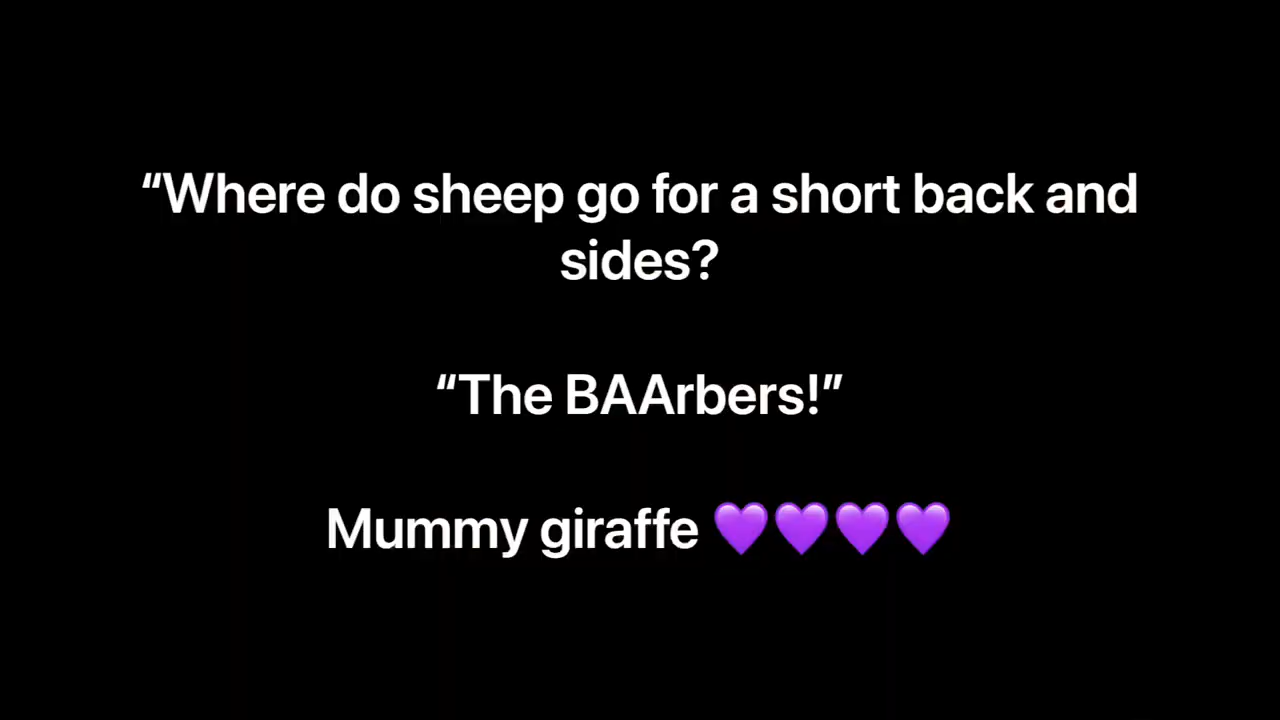 “Where do sheep go for a short back and
sides?
“The BAArbers!”
Mummy giraffe 💜💜💜💜